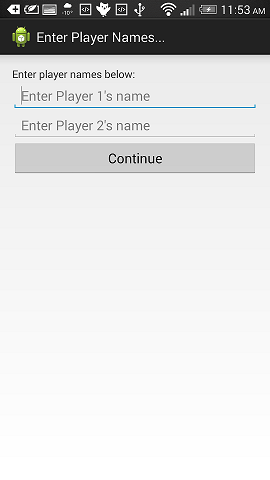 -10°
11:53 AM
Enter Player Names...
Enter player names below:
Enter Player 1's name
Enter Player 2's name
Continue